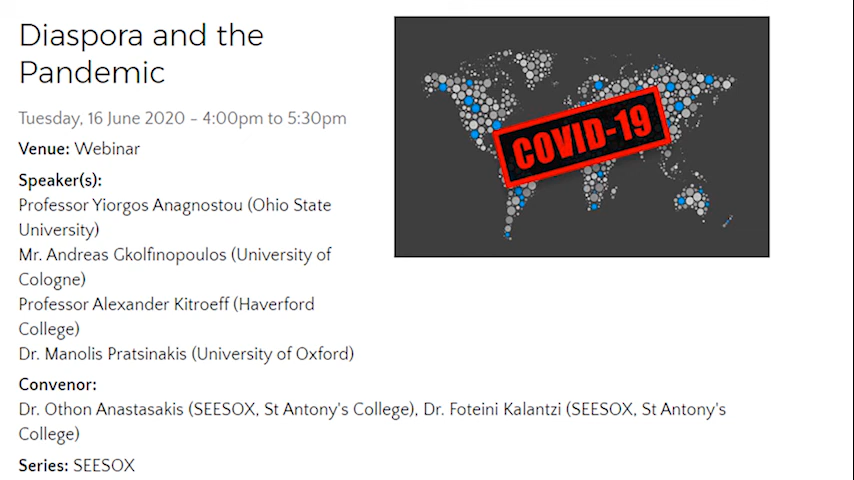 Diaspora and the
Pandemic
Tuesday, 16 June 2020 - 4:00pm to 5:30pm
Venue: Webinar
Speaker(s):
Professor Yiorgos Anagnostou (Ohio State
University)
Mr. Andreas Gkolfinopoulos (University of
Cologne)
Professor Alexander Kitroeff (Haverford
College)
Dr. Manolis Pratsinakis (University of Oxford)
Convenor:
Dr. Othon Anastasakis (SEESOX, St Antony's College), Dr. Foteini Kalantzi (SEESOX, St Antony's
College)
Series: SEESOX
COVID-19